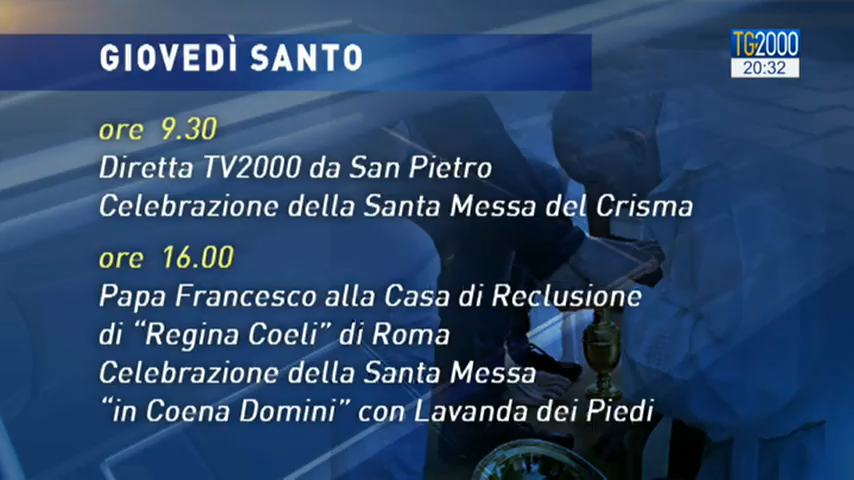 GIOVEDÌ SANTO
TG2000
20:32
ore 9.30
Diretta TV2000 da San Pietro
Celebrazione della Santa Messa del Crisma
ore 16.00
Papa Francesco alla Casa di Reclusione
di “Regina Coeli” di Roma
Celebrazione della Santa Messa
“in Coena Domini” con Lavanda dei Piedi